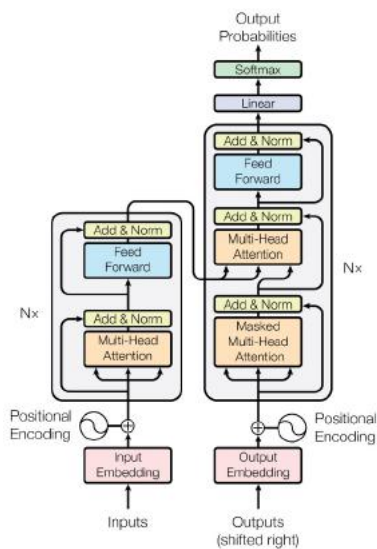 Output
Probabilities
Softmax
Linear
Add & Norm
Feed
Forward
Add & Norm
Multi-Head
Attention
Add & Norm
Masked
Multi-Head
Attention
Nx
Add & Norm
Feed
Forward
Add & Norm
Multi-Head
Attention
Nx
Positional
Encoding
Positional
Encoding
Input
Embedding
Output
Embedding
Inputs
Outputs
(shifted right)